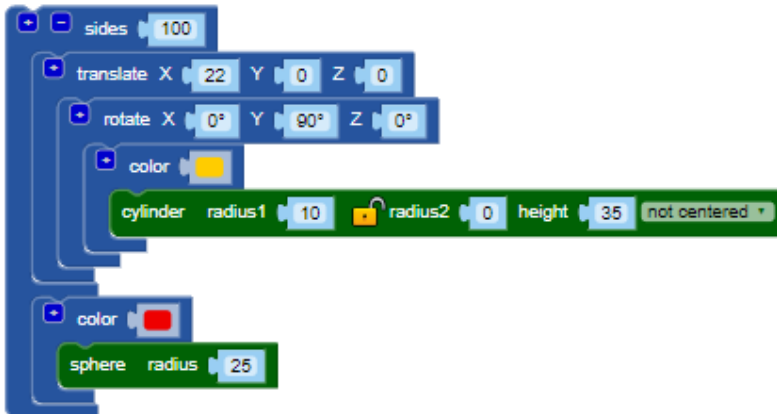 sides 100
translate X 22 Y 0 Z 0
rotate X 0° Y 90° Z 0°
color
cylinder radius1 10 radius2 0 height 35 not centered
color
sphere radius 25